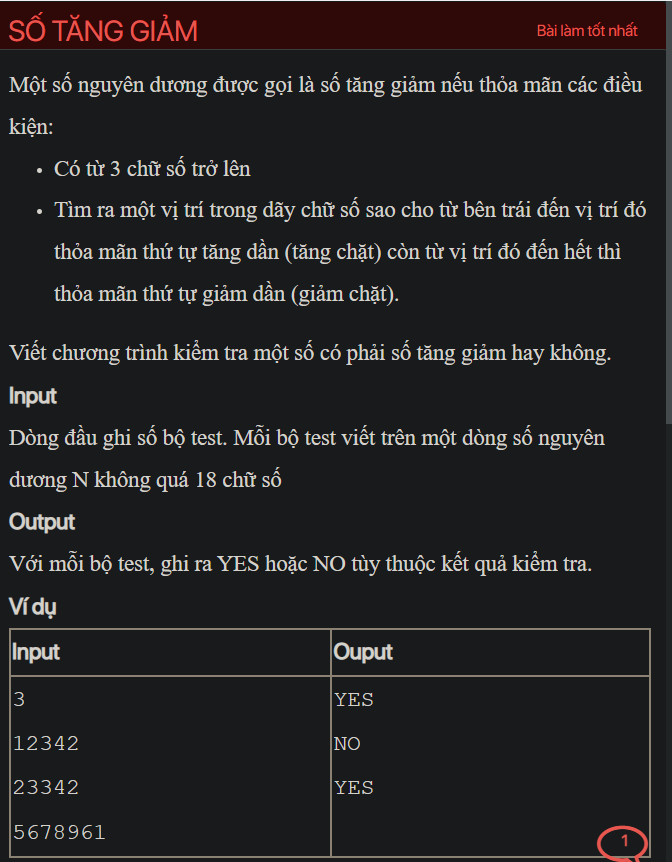 SỐ TĂNG GIẢM
Bài làm tốt nhất
Một số nguyên dương được gọi là số tăng giảm nếu thỏa mãn các điều
kiện:
• Có từ 3 chữ số trở lên
• Tìm ra một vị trí trong dãy chữ số sao cho từ bên trái đến vị trí đó
thỏa mãn thứ tự tăng dần (tăng chặt) còn từ vị trí đó đến hết thì
thỏa mãn thứ tự giảm dần (giảm chặt).
Viết chương trình kiểm tra một số có phải số tăng giảm hay không.
Input
Dòng đầu ghi số bộ test. Mỗi bộ test viết trên một dòng số nguyên
dương N không quá 18 chữ số
Output
Với mỗi bộ test, ghi ra YES hoặc NO tùy thuộc kết quả kiểm tra.
Ví dụ
Input Ouput
3 YES
12342 NO
23342 YES
5678961
1